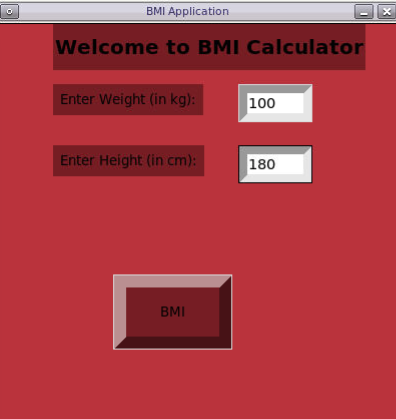 BMI Application
Welcome to BMI Calculator
Enter Weight (in kg): 100
Enter Height (in cm): 180
BMI